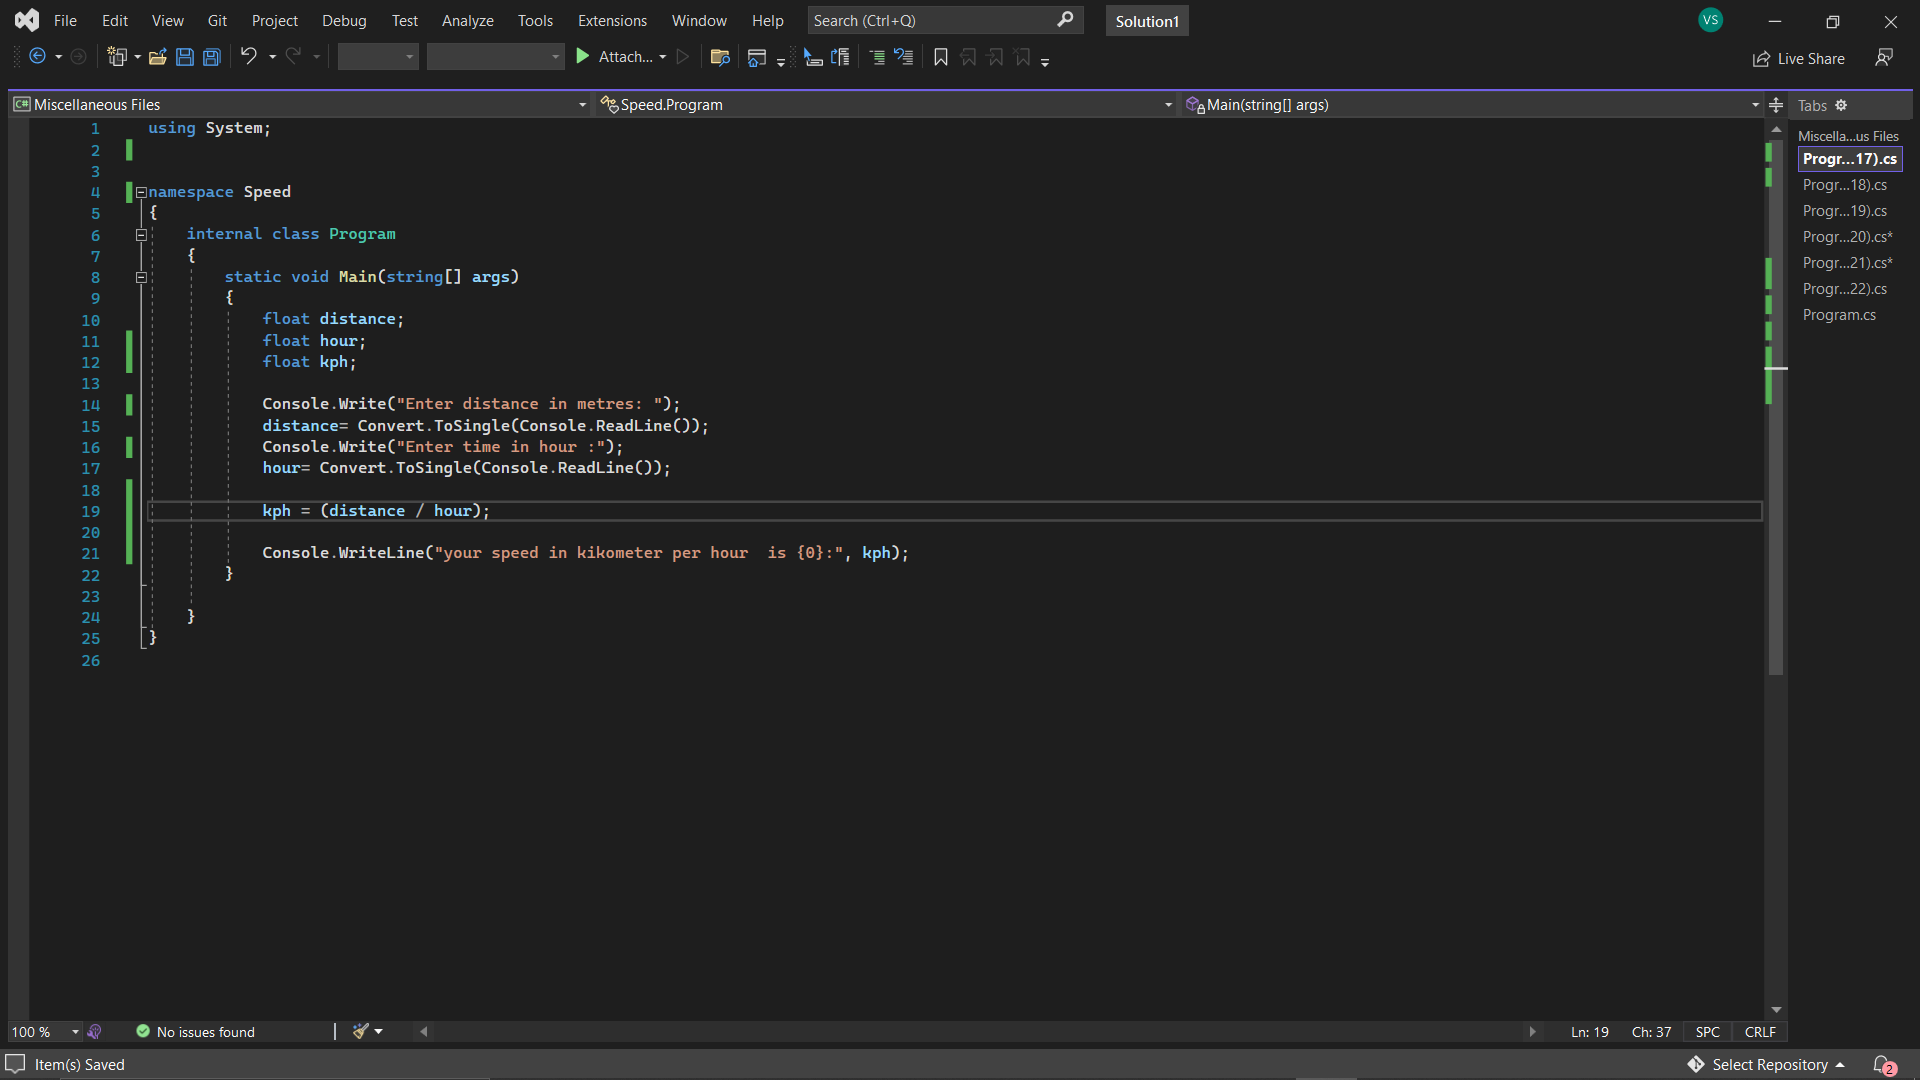 File Edit View Git Project Debug Test Analyze Tools Extensions Window Help Search (Ctrl+Q) Solution1 VS
Attach... Live Share
C# Miscellaneous Files Speed.Program Main(string[] args) Tabs
Miscella...us Files
Progr...17).cs
Progr...18).cs
Progr...19).cs
Progr...20).cs*
Progr...21).cs*
Progr...22).cs
Program.cs
1 using System;
2
3
4 namespace Speed
5 {
6 internal class Program
7 {
8 static void Main(string[] args)
9 {
10 float distance;
11 float hour;
12 float kph;
13
14 Console.Write("Enter distance in metres: ");
15 distance= Convert.ToSingle(Console.ReadLine());
16 Console.Write("Enter time in hour :");
17 hour= Convert.ToSingle(Console.ReadLine());
18
19 kph = (distance / hour);
20
21 Console.WriteLine("your speed in kikometer per hour  is {0}:", kph);
22 }
23
24 }
25 }
26
100 % No issues found Ln: 19 Ch: 37 SPC CRLF
Item(s) Saved Select Repository 2